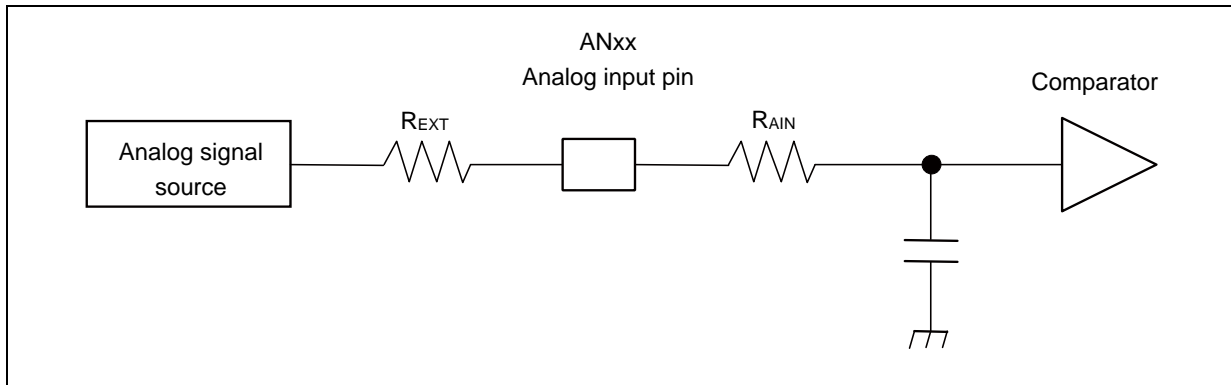 ANxx
Analog input pin
Comparator
REXT
RAIN
Analog signal
source